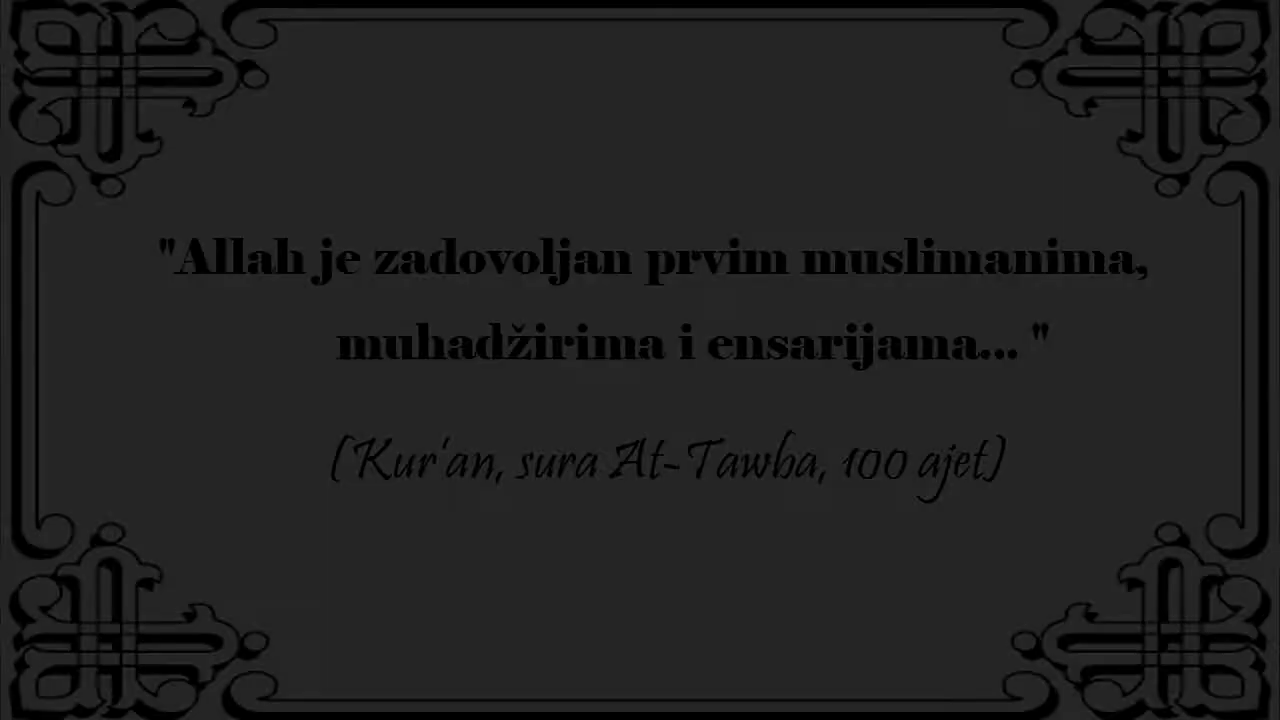 "Allah je zadovoljan prvim muslimanima,
muhadžirima i ensarijama... "
(Kur'an, sura At-Tawba, 100 ajet)